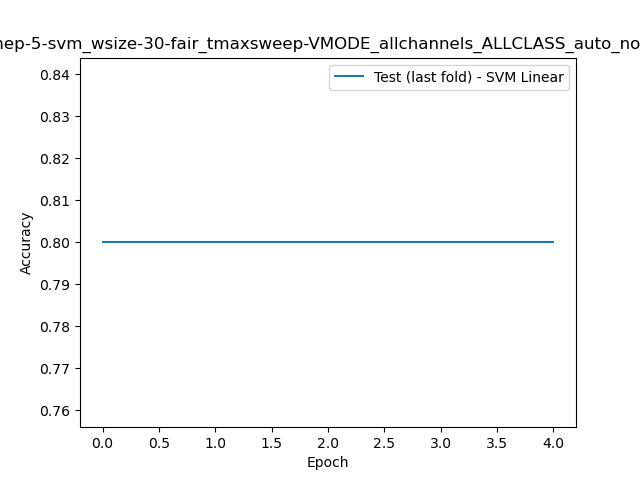 nep-5-svm_wsize-30-fair_tmaxsweep-VMODE_allchannels_ALLCLASS_auto_no
Test (last fold) - SVM Linear
0.84
0.83
0.82
0.81
0.80
0.79
0.78
0.77
0.76
Accuracy
0.0 0.5 1.0 1.5 2.0 2.5 3.0 3.5 4.0
Epoch